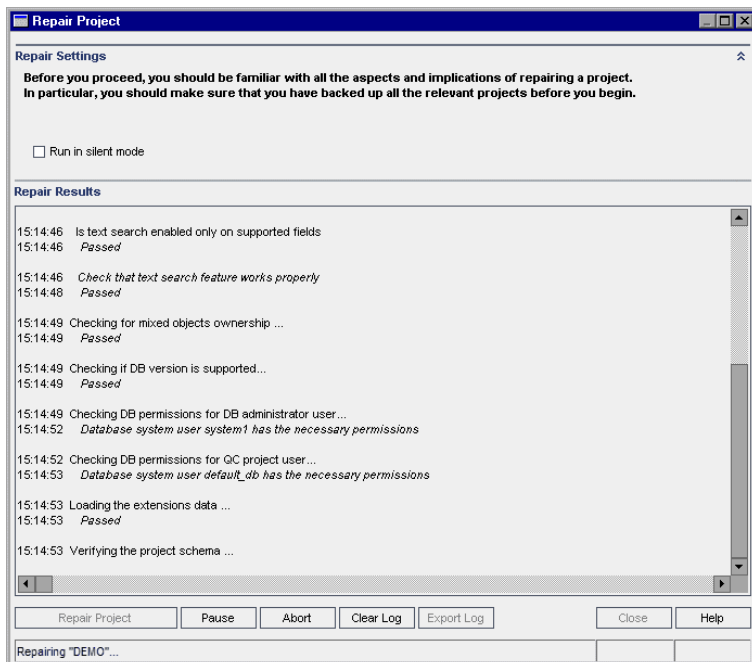 Repair Project
Repair Settings
Before you proceed, you should be familiar with all the aspects and implications of repairing a project.
In particular, you should make sure that you have backed up all the relevant projects before you begin.
Run in silent mode
Repair Results
15:14:46 Is text search enabled only on supported fields
15:14:46 Passed
15:14:46 Check that text search feature works properly
15:14:48 Passed
15:14:49 Checking for mixed objects ownership ...
15:14:49 Passed
15:14:49 Checking if DB version is supported...
15:14:49 Passed
15:14:49 Checking DB permissions for DB administrator user...
15:14:52 Database system user system1 has the necessary permissions
15:14:52 Checking DB permissions for QC project user...
15:14:53 Database system user default_db has the necessary permissions
15:14:53 Loading the extensions data ...
15:14:53 Passed
15:14:53 Verifying the project schema ...
Repair Project Pause Abort Clear Log Export Log Close Help
Repairing "DEMO"...